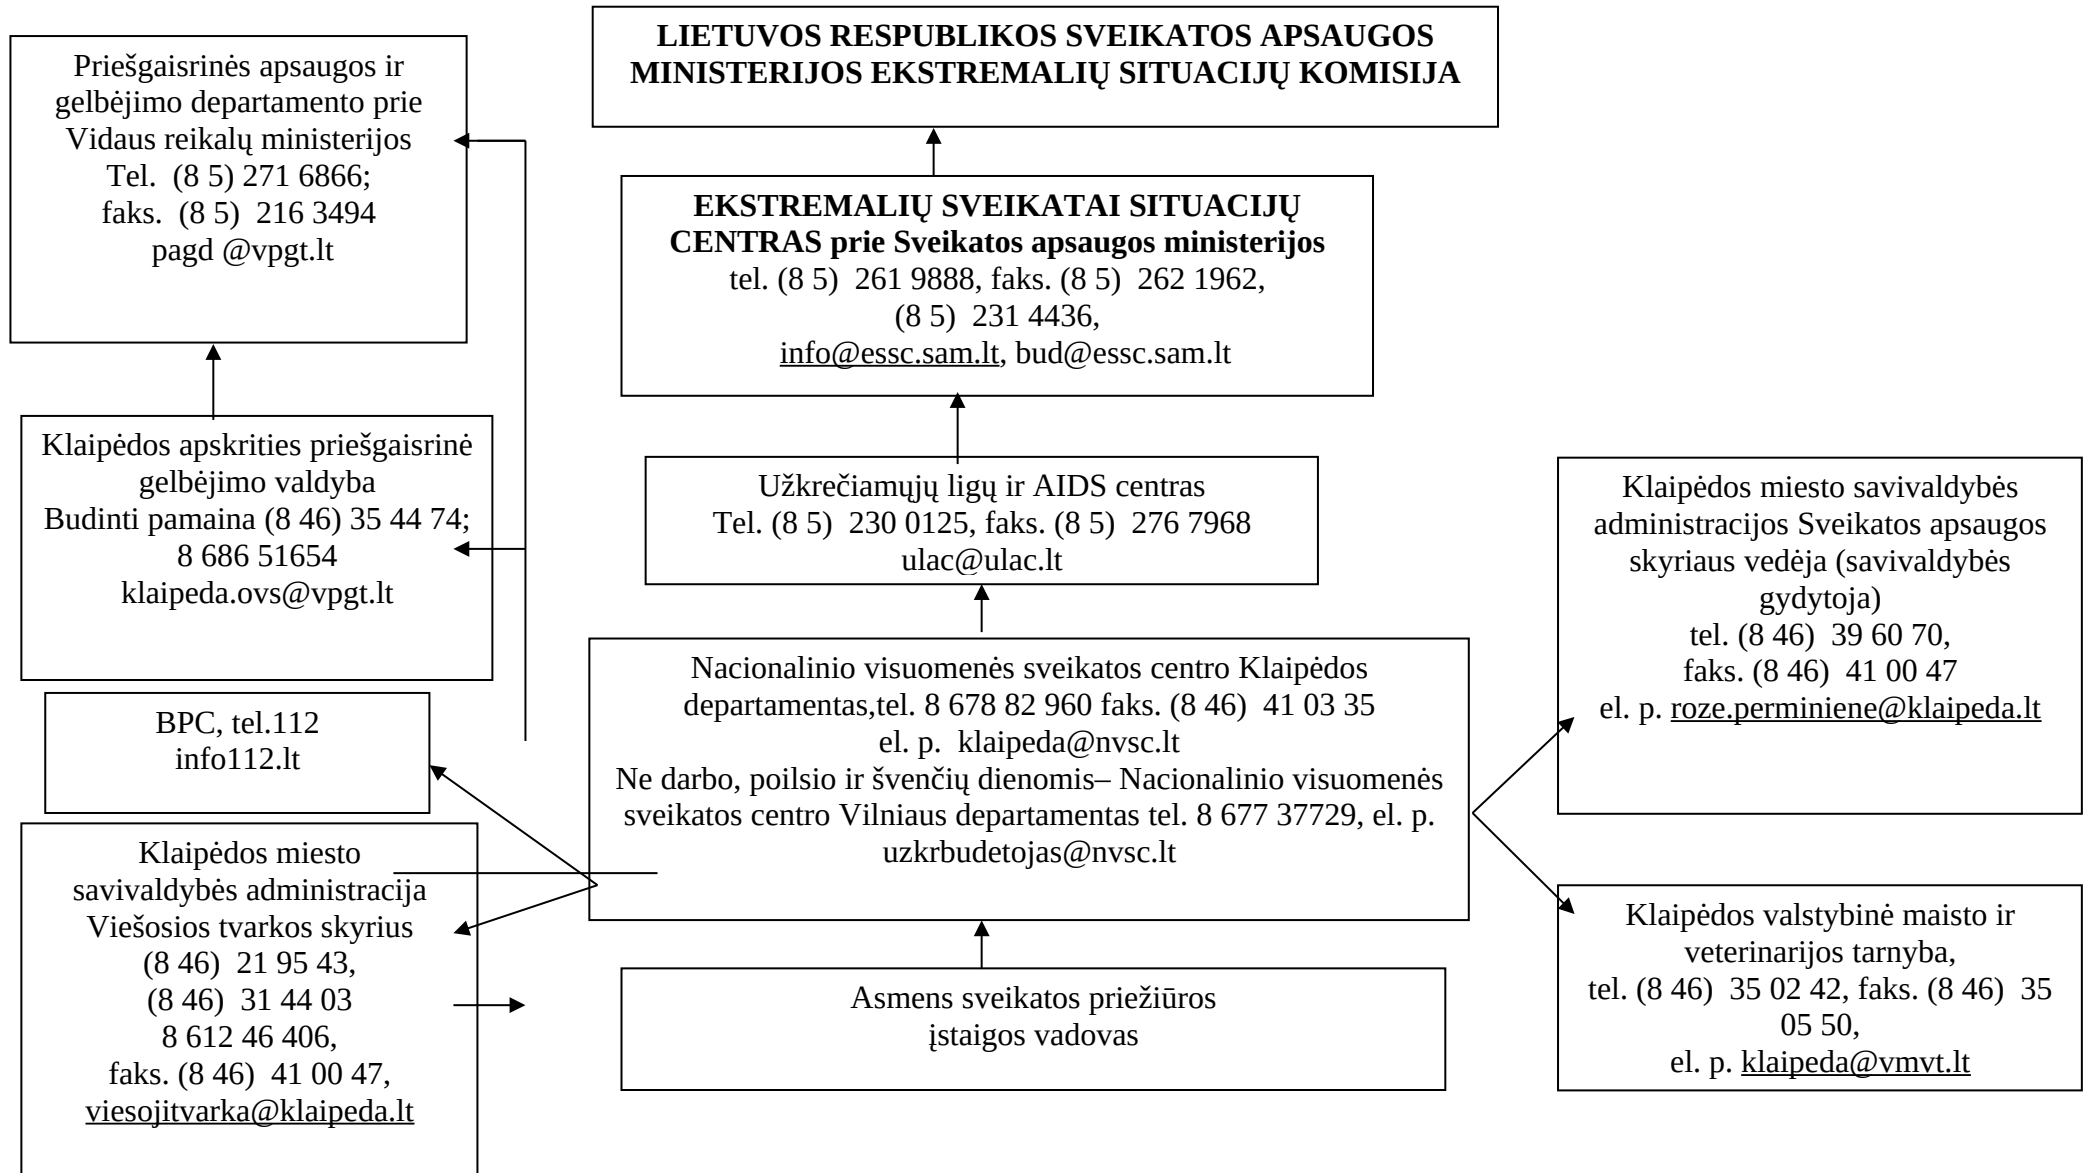 LIETUVOS RESPUBLIKOS SVEIKATOS APSAUGOS
MINISTERIJOS EKSTREMALIŲ SITUACIJŲ KOMISIJA
Priešgaisrinės apsaugos ir
gelbėjimo departamento prie
Vidaus reikalų ministerijos
Tel.  (8 5) 271 6866;
faks.  (8 5)  216 3494
pagd @vpgt.lt
EKSTREMALIŲ SVEIKATAI SITUACIJŲ
CENTRAS prie Sveikatos apsaugos ministerijos
tel. (8 5)  261 9888, faks. (8 5)  262 1962,
(8 5)  231 4436,
info@essc.sam.lt, bud@essc.sam.lt
Klaipėdos apskrities priešgaisrinė
gelbėjimo valdyba
Budinti pamaina (8 46) 35 44 74;
8 686 51654
klaipeda.ovs@vpgt.lt
Užkrečiamųjų ligų ir AIDS centras
Tel. (8 5)  230 0125, faks. (8 5)  276 7968
ulac@ulac.lt
Klaipėdos miesto savivaldybės
administracijos Sveikatos apsaugos
skyriaus vedėja (savivaldybės
gydytoja)
tel. (8 46)  39 60 70,
faks. (8 46)  41 00 47
el. p. roze.perminiene@klaipeda.lt
BPC, tel.112
info112.lt
Nacionalinio visuomenės sveikatos centro Klaipėdos
departamentas,tel. 8 678 82 960 faks. (8 46)  41 03 35
el. p.  klaipeda@nvsc.lt
Ne darbo, poilsio ir švenčių dienomis– Nacionalinio visuomenės
sveikatos centro Vilniaus departamentas tel. 8 677 37729, el. p.
uzkrbudetojas@nvsc.lt
Klaipėdos miesto
savivaldybės administracija
Viešosios tvarkos skyrius
(8 46)  21 95 43,
(8 46)  31 44 03
8 612 46 406,
faks. (8 46)  41 00 47,
viesojitvarka@klaipeda.lt
Asmens sveikatos priežiūros
įstaigos vadovas
Klaipėdos valstybinė maisto ir
veterinarijos tarnyba,
tel. (8 46)  35 02 42, faks. (8 46)  35
05 50,
el. p. klaipeda@vmvt.lt